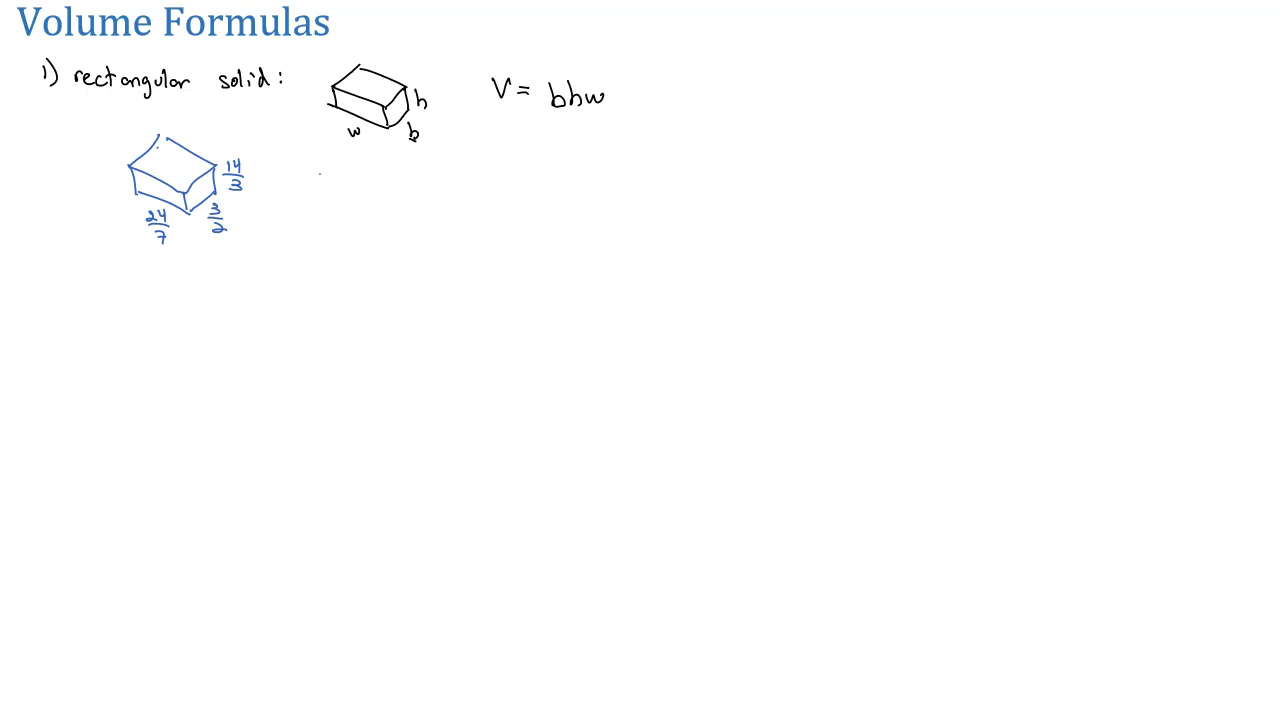 Volume Formulas
1) rectangular solid:
h
w
b
V = bhw
14/3
24/7
3/2